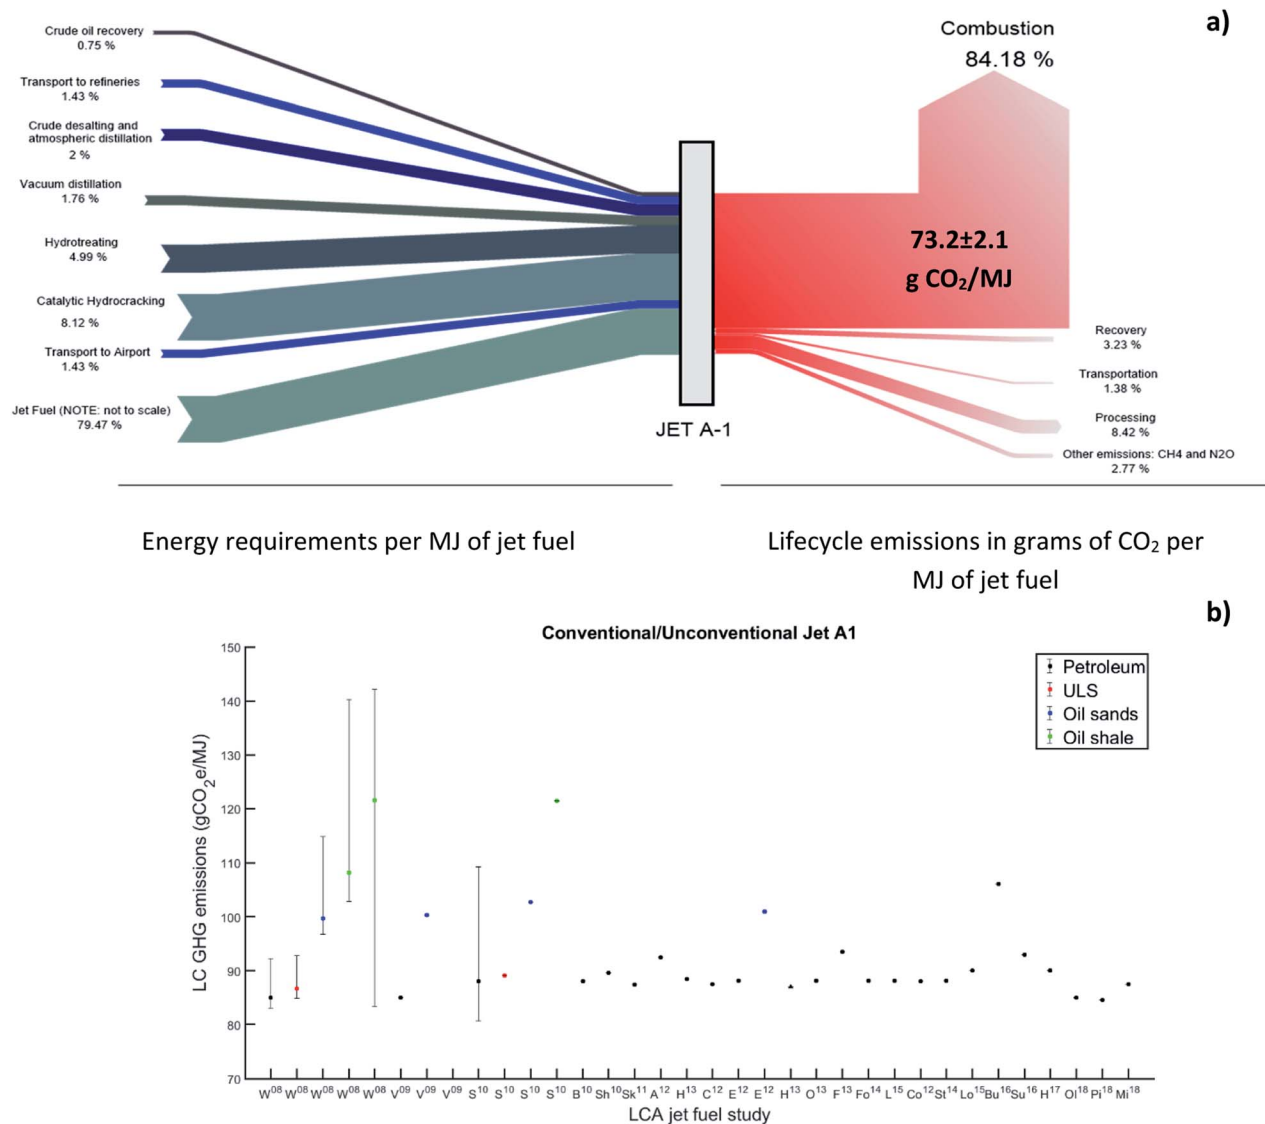 a)
Crude oil recovery
0.75 %
Transport to refineries
1.43 %
Crude desalting and
atmospheric distillation
2 %
Vacuum distillation
1.76 %
Hydrotreating
4.99 %
Catalytic Hydrocracking
8.12 %
Transport to Airport
1.43 %
Jet Fuel (NOTE: not to scale)
79.47 %
JET A-1
Combustion
84.18 %
73.2±2.1
g CO₂/MJ
Recovery
3.23 %
Transportation
1.38 %
Processing
8.42 %
Other emissions: CH4 and N2O
2.77 %
Energy requirements per MJ of jet fuel
Lifecycle emissions in grams of CO₂ per
MJ of jet fuel
b)
Conventional/Unconventional Jet A1
Petroleum
ULS
Oil sands
Oil shale
LC GHG emissions (gCO₂e/MJ)
150
140
130
120
110
100
90
80
70
W⁰⁸ W⁰⁸ W⁰⁸ W⁰⁸ W⁰⁸ V⁰⁹ V⁰⁹ V⁰⁹ S¹⁰ S¹⁰ S¹⁰ S¹⁰ B¹⁰ Sh¹⁰ Sk¹¹ A¹² H¹³ C¹² E¹² E¹² H¹³ O¹³ F¹³ Fo¹⁴ L¹⁵ Co¹² St¹⁴ Lo¹⁵ Bu¹⁶ Su¹⁶ H¹⁷ Ol¹⁸ Pi¹⁸ Mi¹⁸
LCA jet fuel study